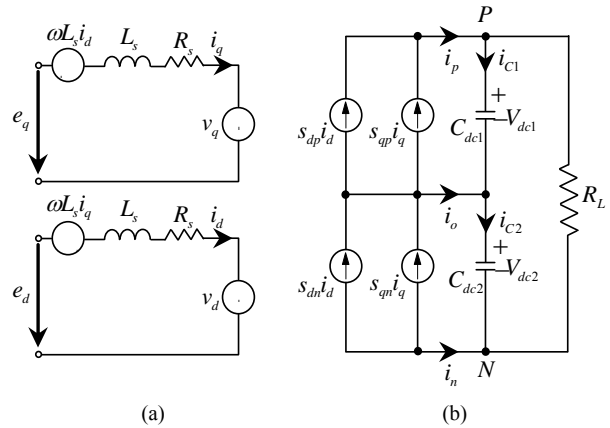 ωL_s i_d L_s R_s i_q
e_q v_q
ωL_s i_q L_s R_s i_d
e_d v_d
(a)
P
i_p i_C1
+
s_dp i_d s_qp i_q C_dc1 − V_dc1
R_L
i_o i_C2
+
s_dn i_d s_qn i_q C_dc2 − V_dc2
i_n N
(b)